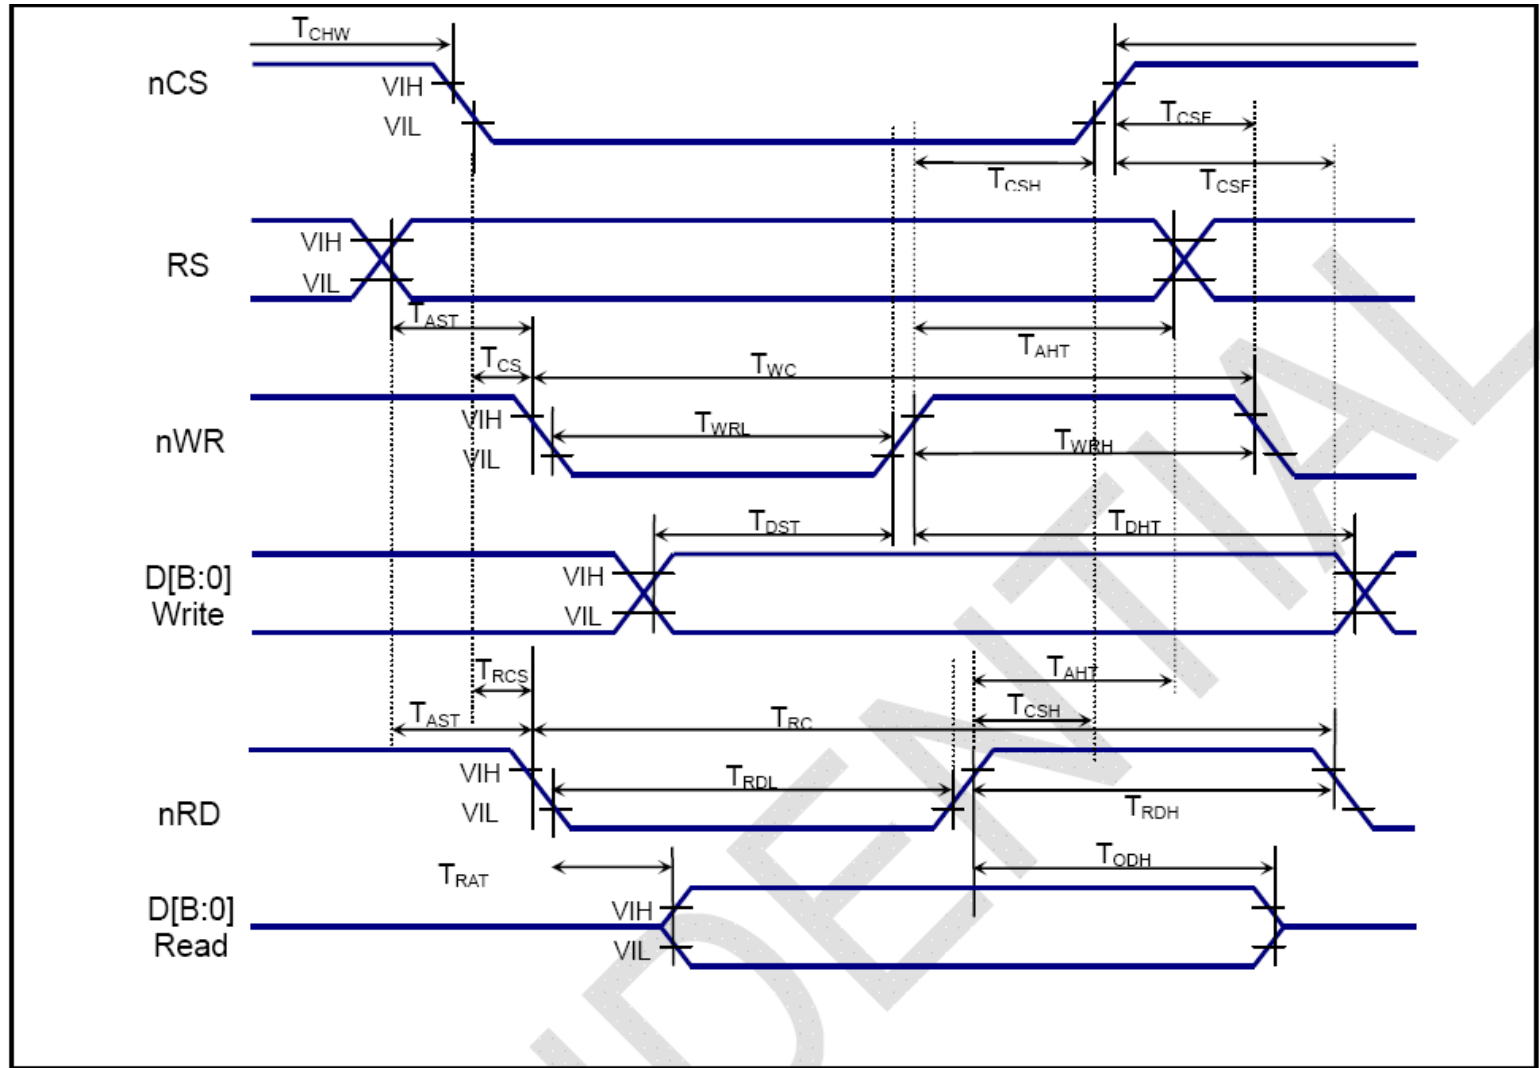 TCHW
nCS
VIH
VIL
TCSF
TCSH
TCSF
RS
VIH
VIL
TAST
TAHT
TCS
TWC
nWR
VIH
VIL
TWRL
TWRH
TDST
TDHT
D[B:0]
Write
VIH
VIL
TRCS
TAHT
TCSH
TAST
TRC
nRD
VIH
VIL
TRDL
TRDH
TRAT
TODH
D[B:0]
Read
VIH
VIL
IDENTIAL